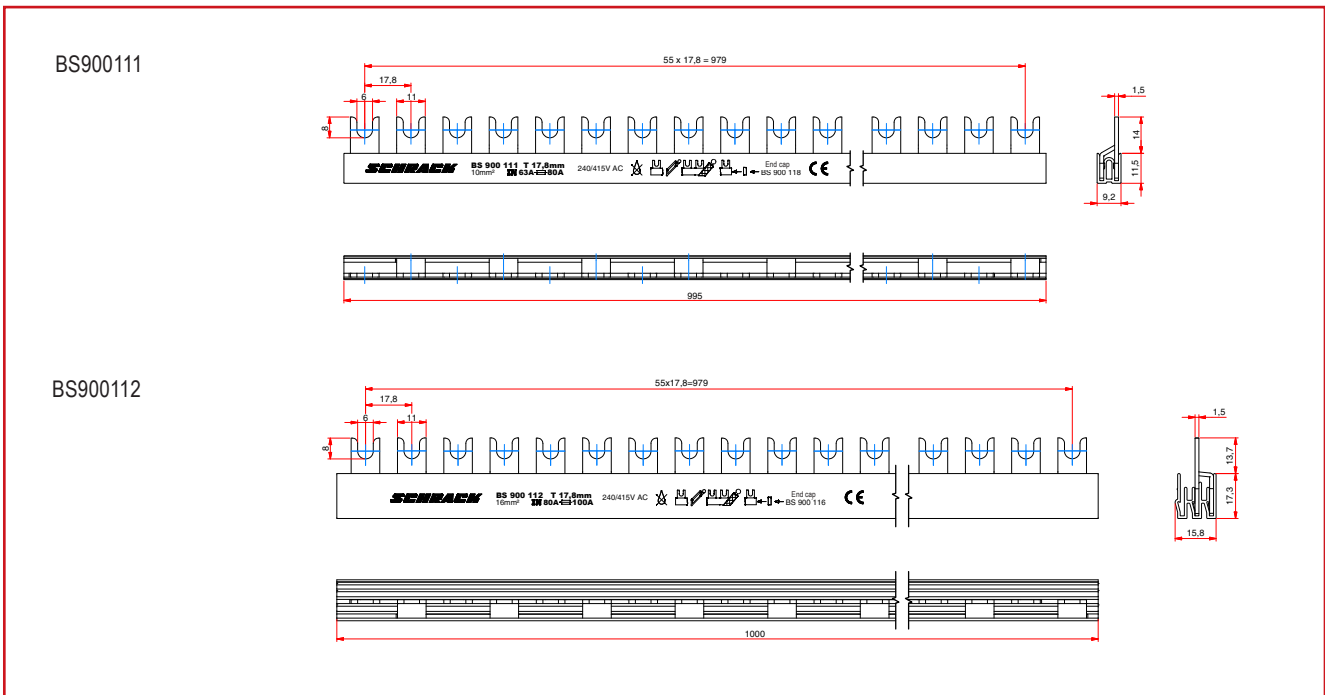 BS900111
55 x 17,8 = 979
17,8
6
11
8
SCHRACK
BS 900 111 T 17,8mm
10mm² 63A 80A
240/415V AC
End cap
BS 900 118
CE
1,5
14
11,5
9,2
995
BS900112
55x17,8=979
17,8
6
11
8
SCHRACK
BS 900 112 T 17,8mm
16mm² 80A 100A
240/415V AC
End cap
BS 900 116
CE
1,5
13,7
17,3
15,8
1000